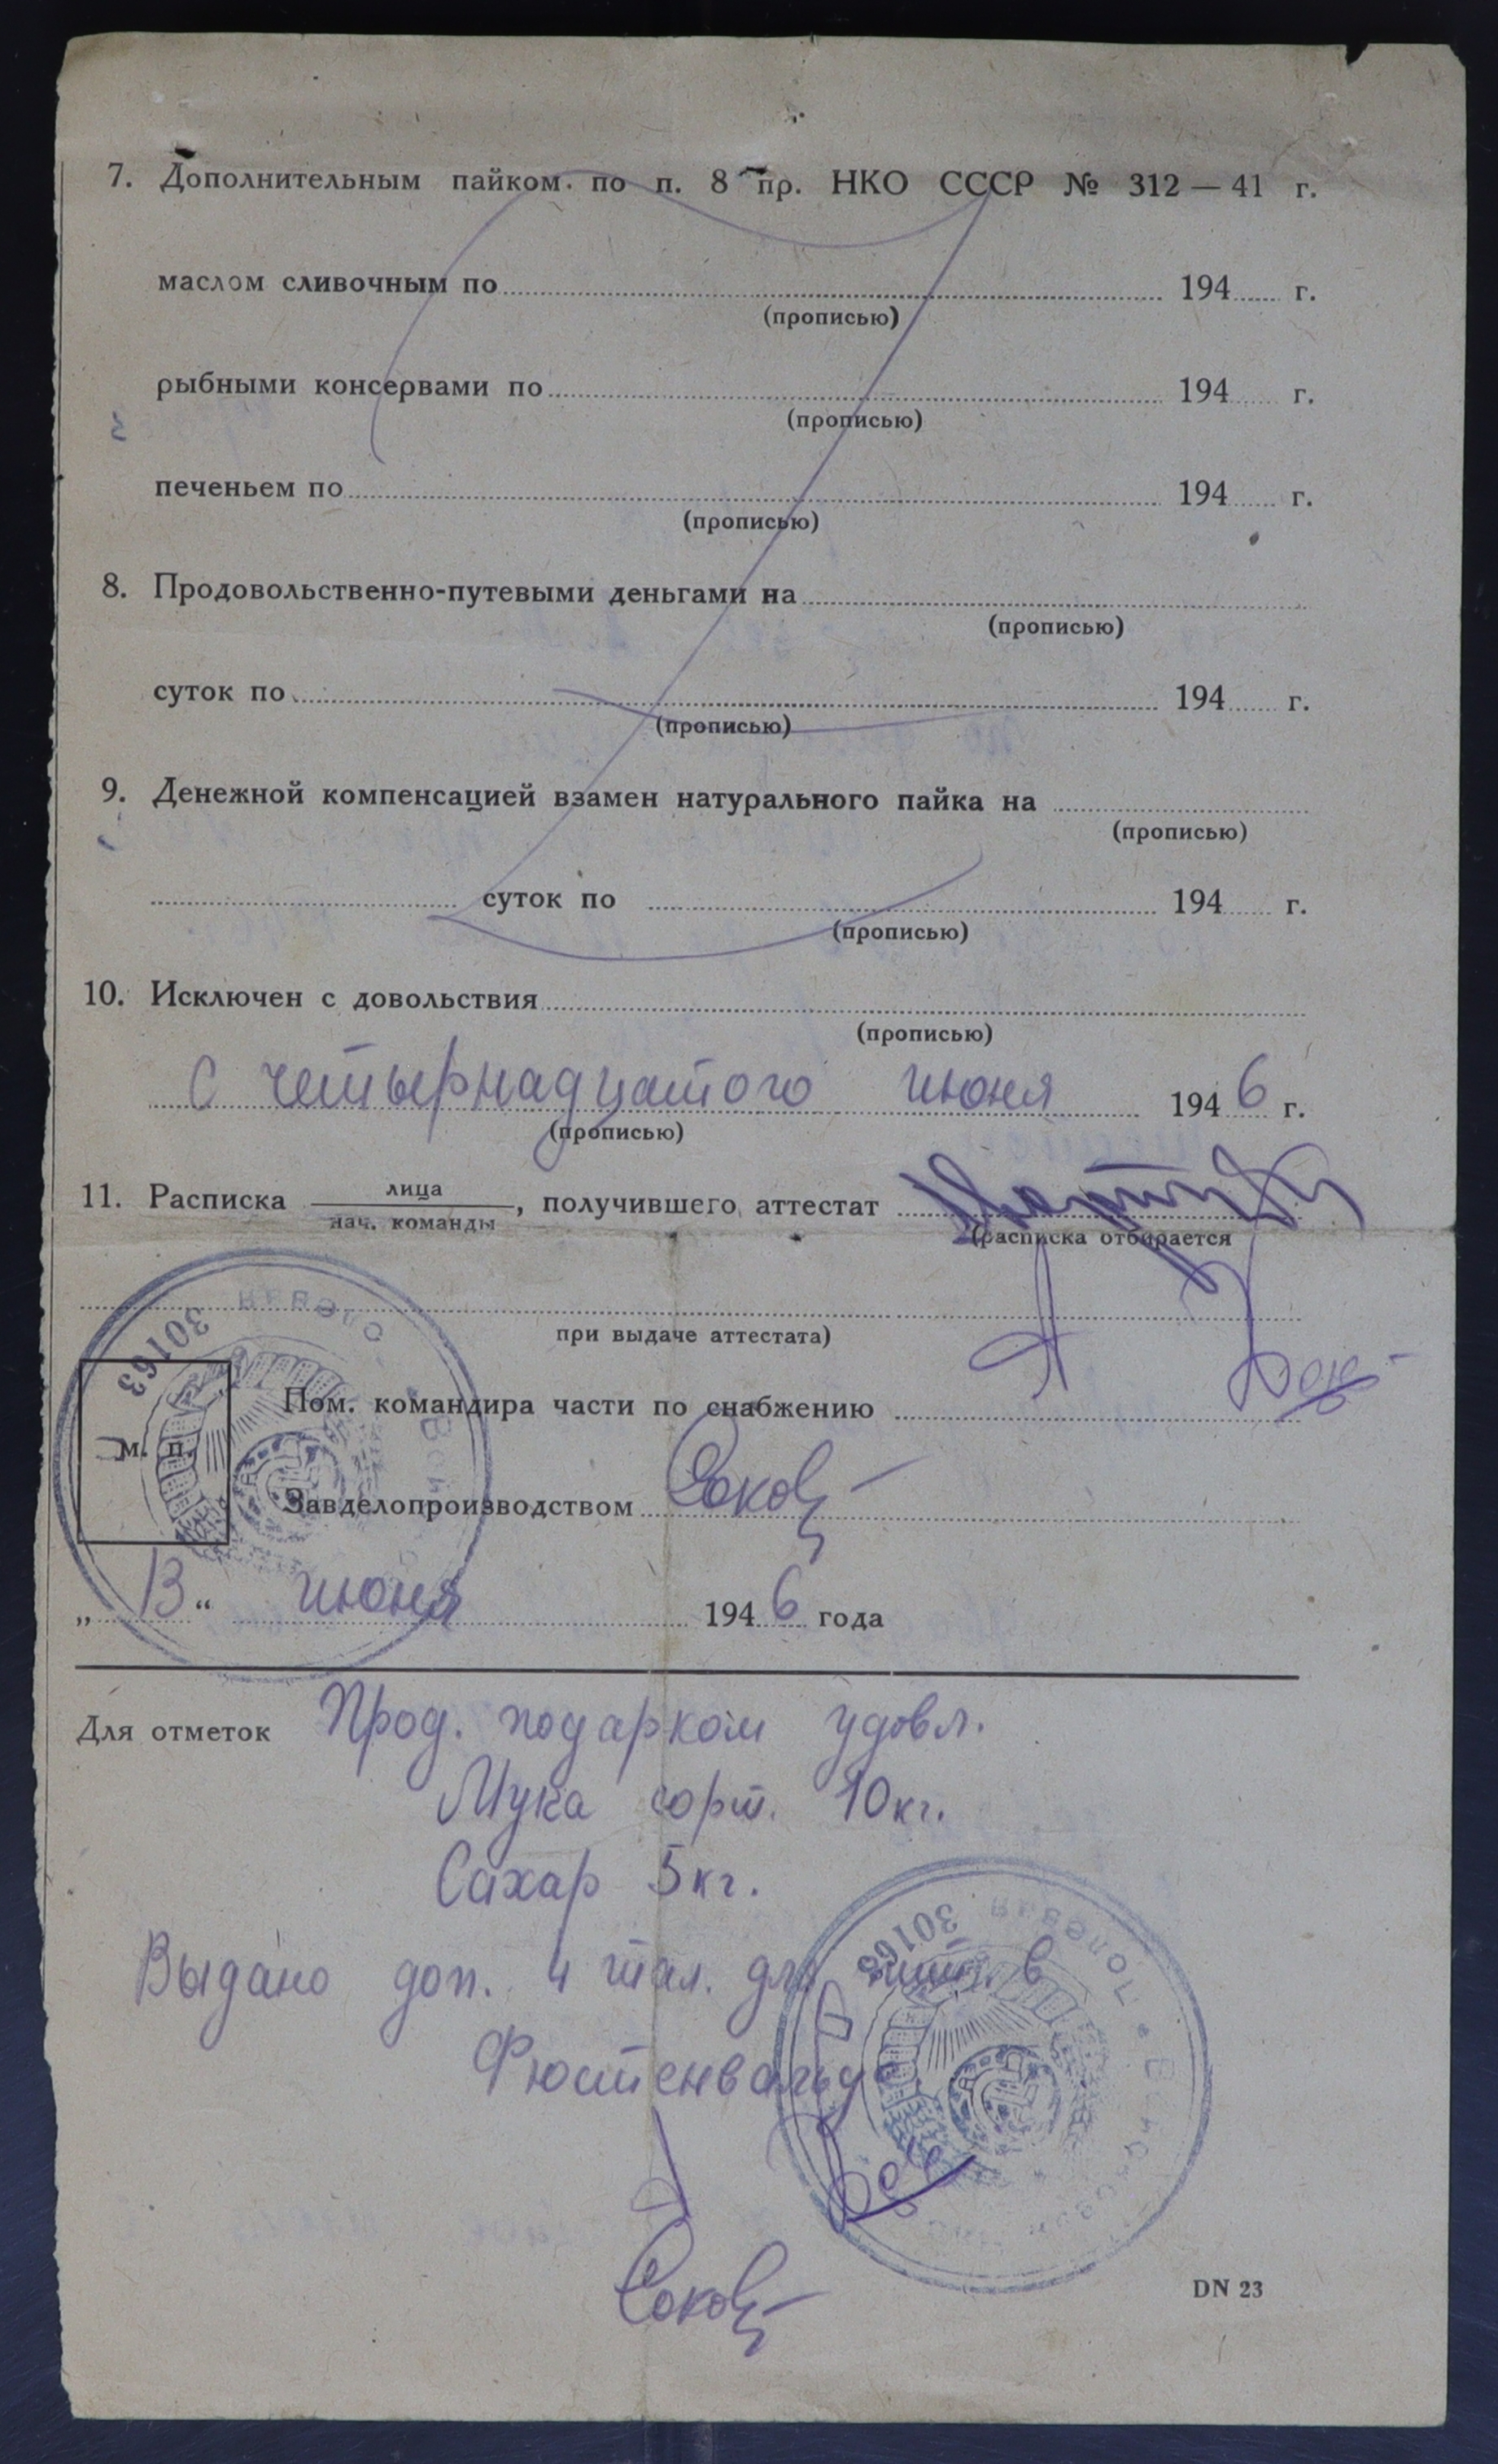 7. Дополнительным пайком по п. 8 пр. НКО СССР № 312 — 41 г.
маслом сливочным по 194 г.
(прописью)
рыбными консервами по 194 г.
(прописью)
печеньем по 194 г.
(прописью)
8. Продовольственно-путевыми деньгами на
(прописью)
суток по 194 г.
(прописью)
9. Денежной компенсацией взамен натурального пайка на
(прописью)
суток по 194 г.
(прописью)
10. Исключен с довольствия
(прописью)
с четырнадцатого июня 1946 г.
(прописью)
11. Расписка лица
нач. команды
, получившего аттестат
(расписка отбирается
при выдаче аттестата)
30163
Пом. командира части по снабжению
м. п.
Завделопроизводством
„13“ июня 1946 года
Для отметок Прод. подарком удовл.
Мука сорт. 10кг.
Сахар 5кг.
30163
Выдано доп. 4 тал. для пит. в
Фюстенвальде
DN 23